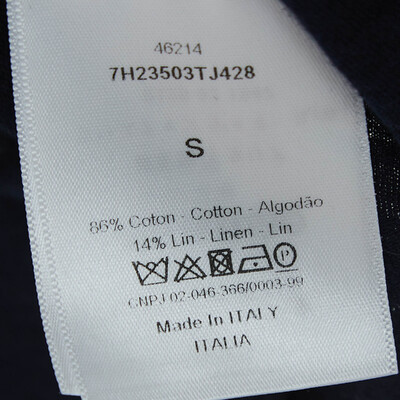 46214
7H23503TJ428
S
86% Coton - Cotton - Algodão
14% Lin - Linen - Lin
P
CNPJ 02-046-366/0003-99
Made In ITALY
ITALIA